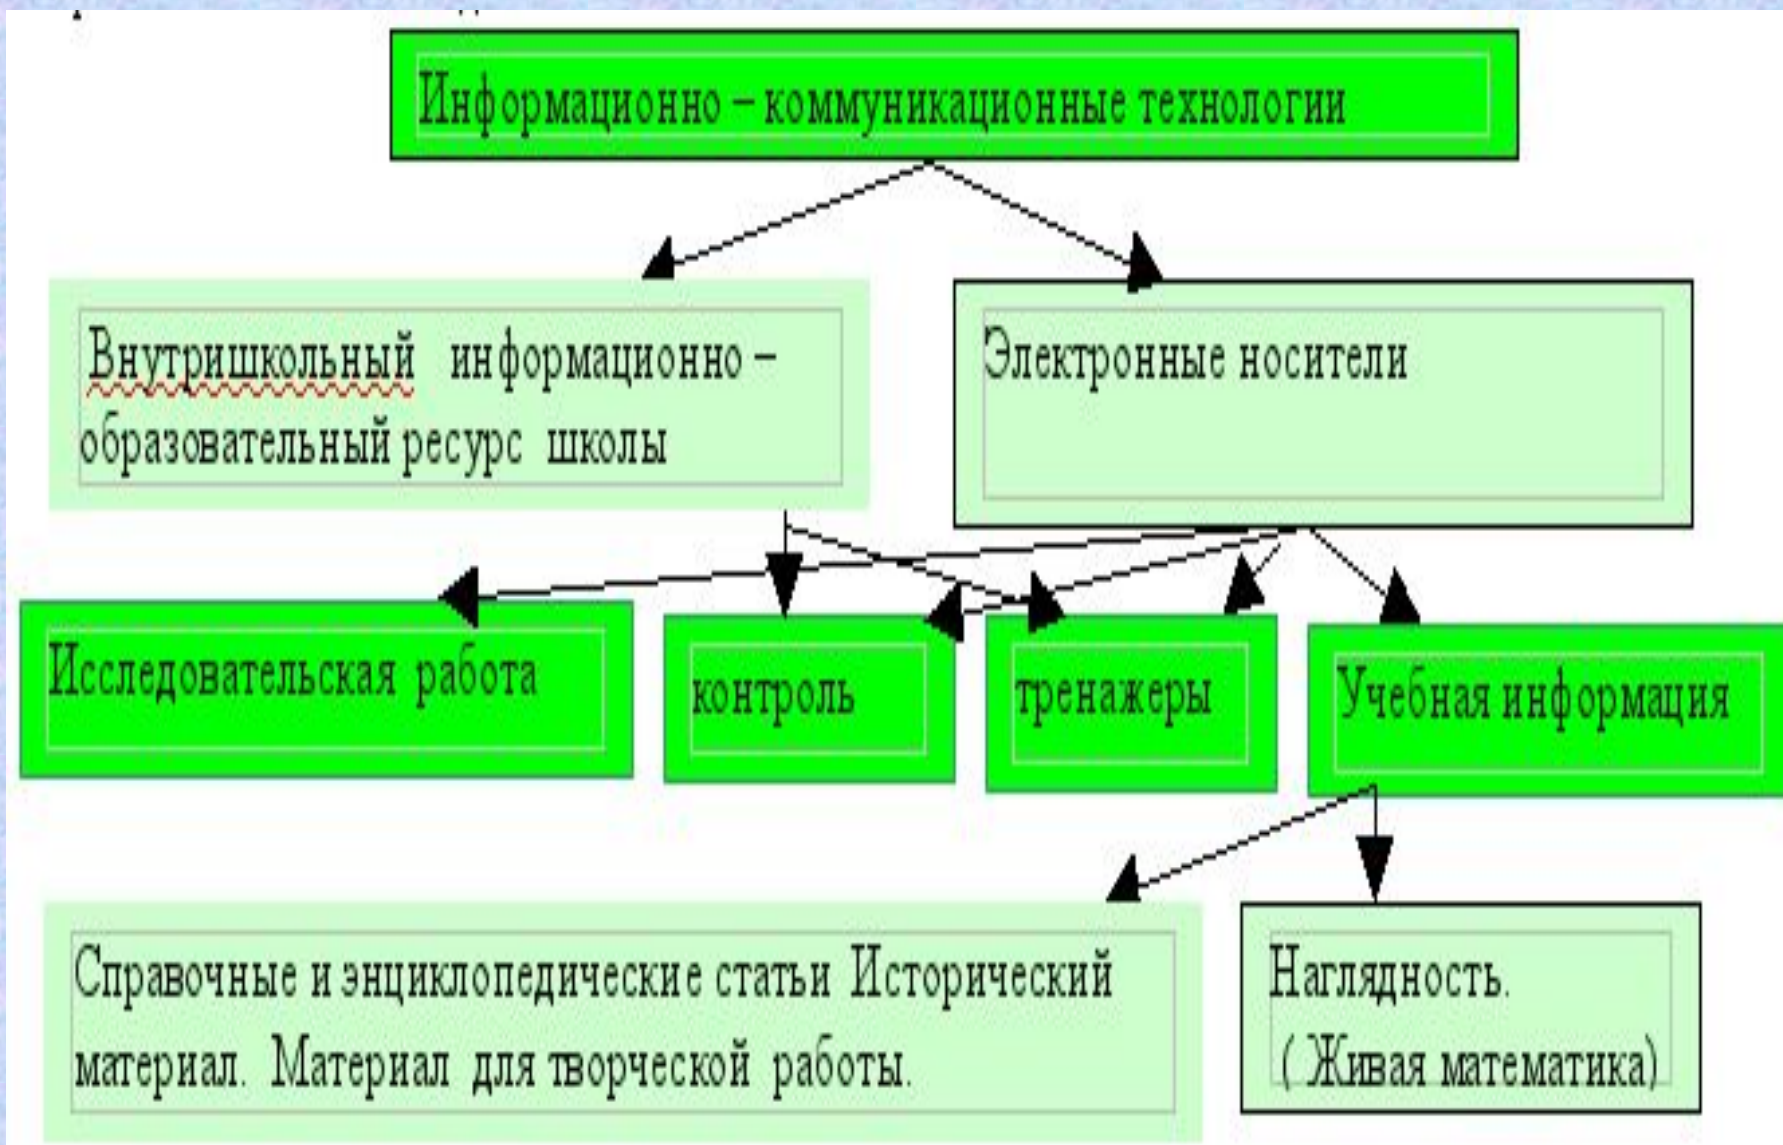 Информационно – коммуникационные технологии
Внутришкольный информационно –
образовательный ресурс школы
Электронные носители
Исследовательская работа
контроль
тренажеры
Учебная информация
Справочные и энциклопедические статьи Исторический
материал. Материал для творческой работы.
Наглядность.
( Живая математика)